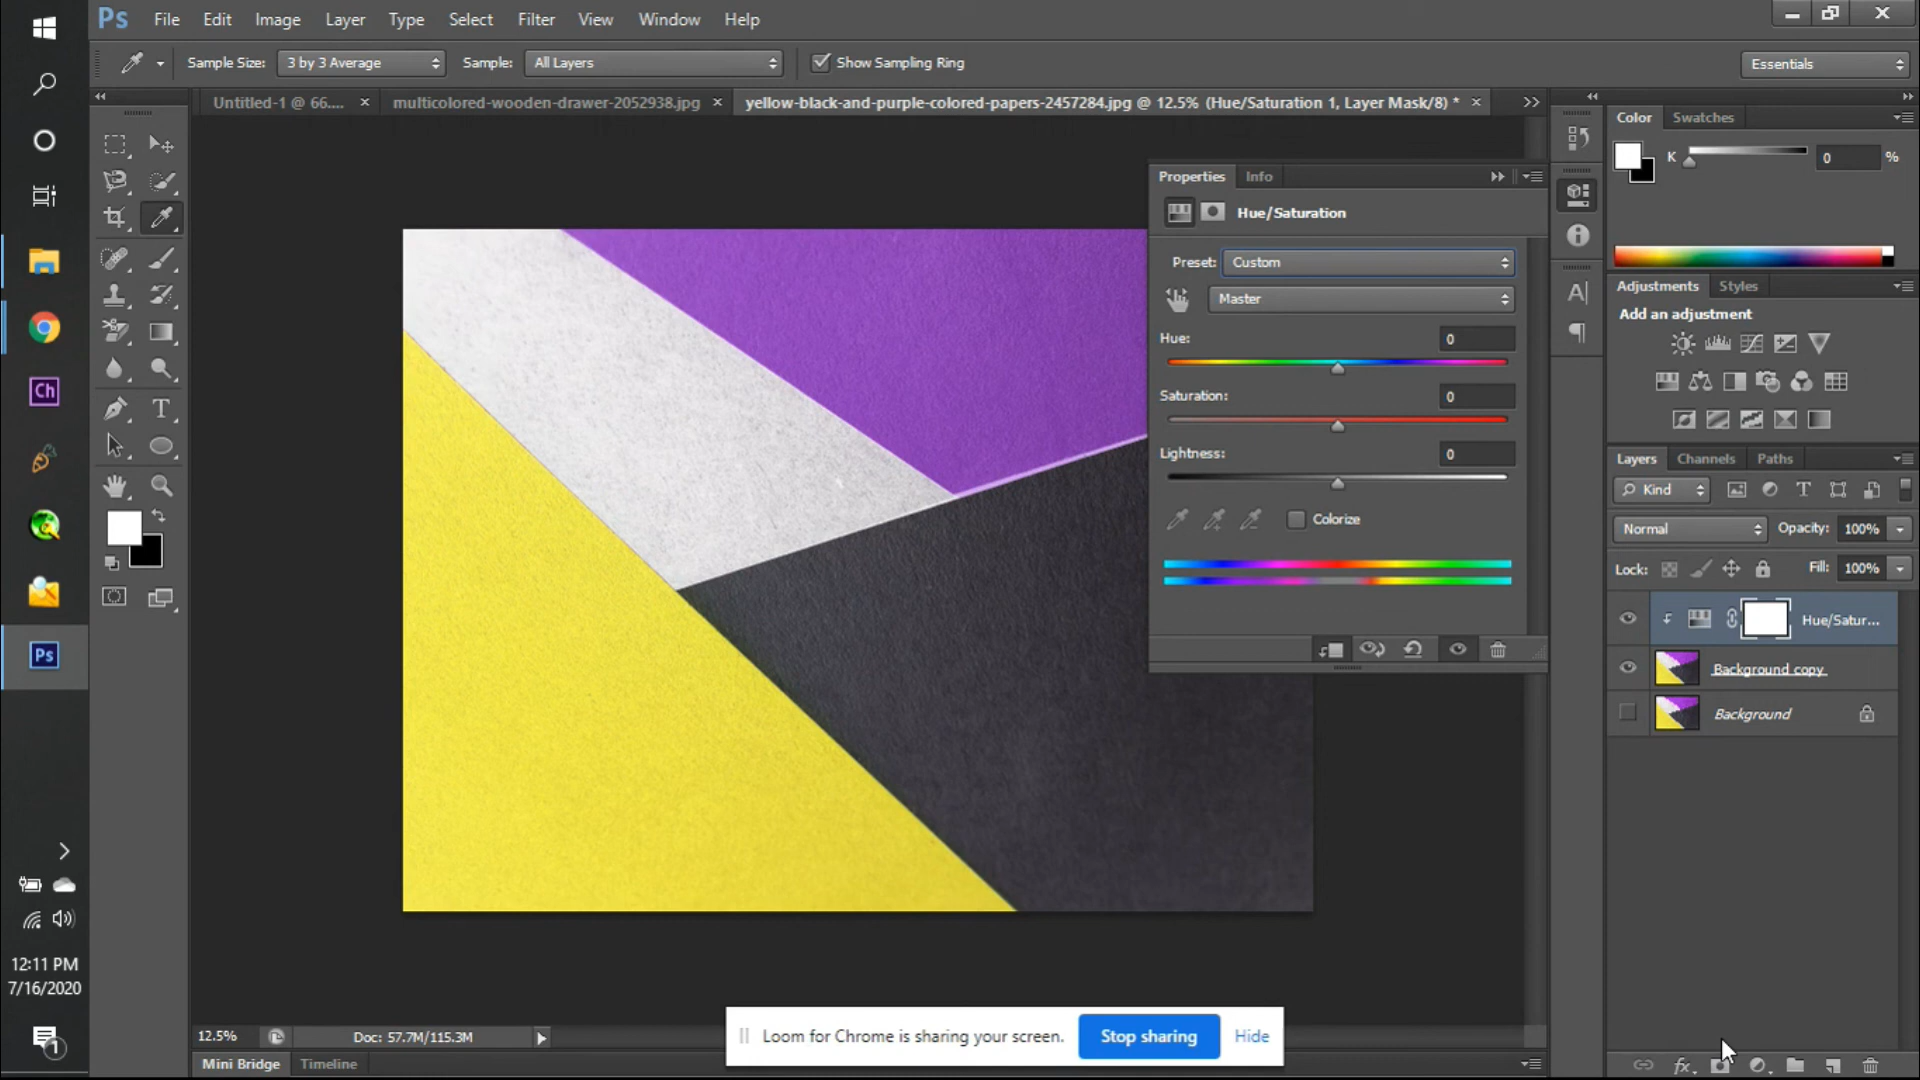 Ps File Edit Image Layer Type Select Filter View Window Help
Sample Size: 3 by 3 Average Sample: All Layers Show Sampling Ring Essentials
Untitled-1 @ 66.... × multicolored-wooden-drawer-2052938.jpg × yellow-black-and-purple-colored-papers-2457284.jpg @ 12.5% (Hue/Saturation 1, Layer Mask/8) * ×
Color Swatches
K 0 %
Properties Info
Hue/Saturation
Preset: Custom
Master
Hue: 0
Saturation: 0
Lightness: 0
Colorize
Adjustments Styles
Add an adjustment
Layers Channels Paths
Kind
Normal Opacity: 100%
Lock: Fill: 100%
Hue/Satur...
Background copy
Background
Ch
Ps
12:11 PM
7/16/2020
1
12.5% Doc: 57.7M/115.3M
Loom for Chrome is sharing your screen. Stop sharing Hide
Mini Bridge Timeline